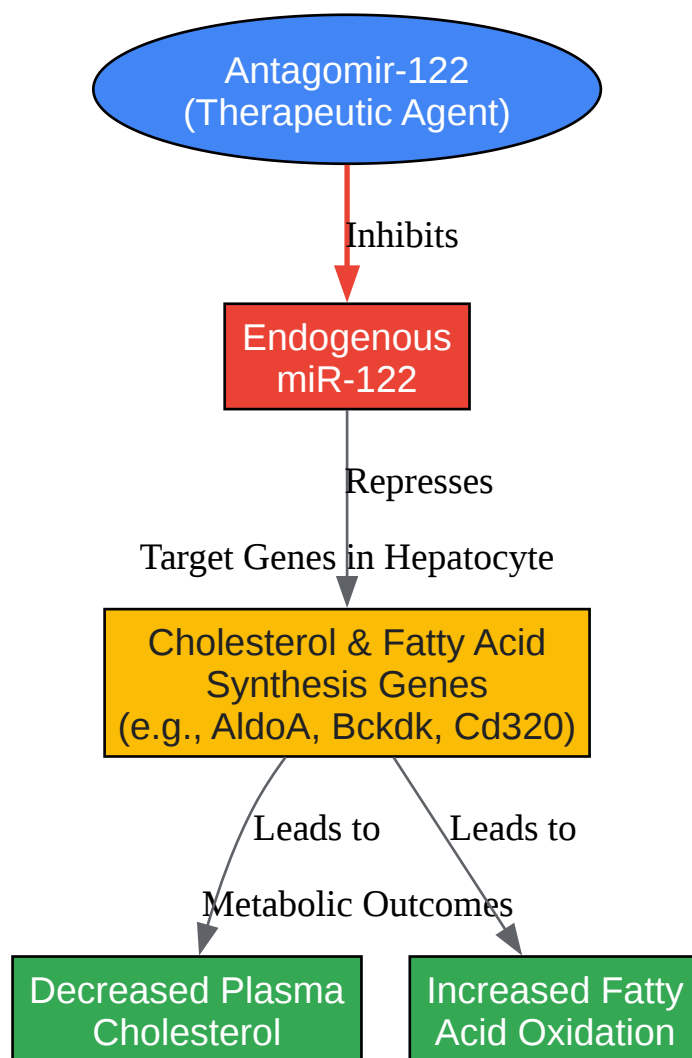 Antagomir-122
(Therapeutic Agent)
Inhibits
Endogenous
miR-122
Represses
Target Genes in Hepatocyte
Cholesterol & Fatty Acid
Synthesis Genes
(e.g., AldoA, Bckdk, Cd320)
Leads to
Leads to
Metabolic Outcomes
Decreased Plasma
Cholesterol
Increased Fatty
Acid Oxidation